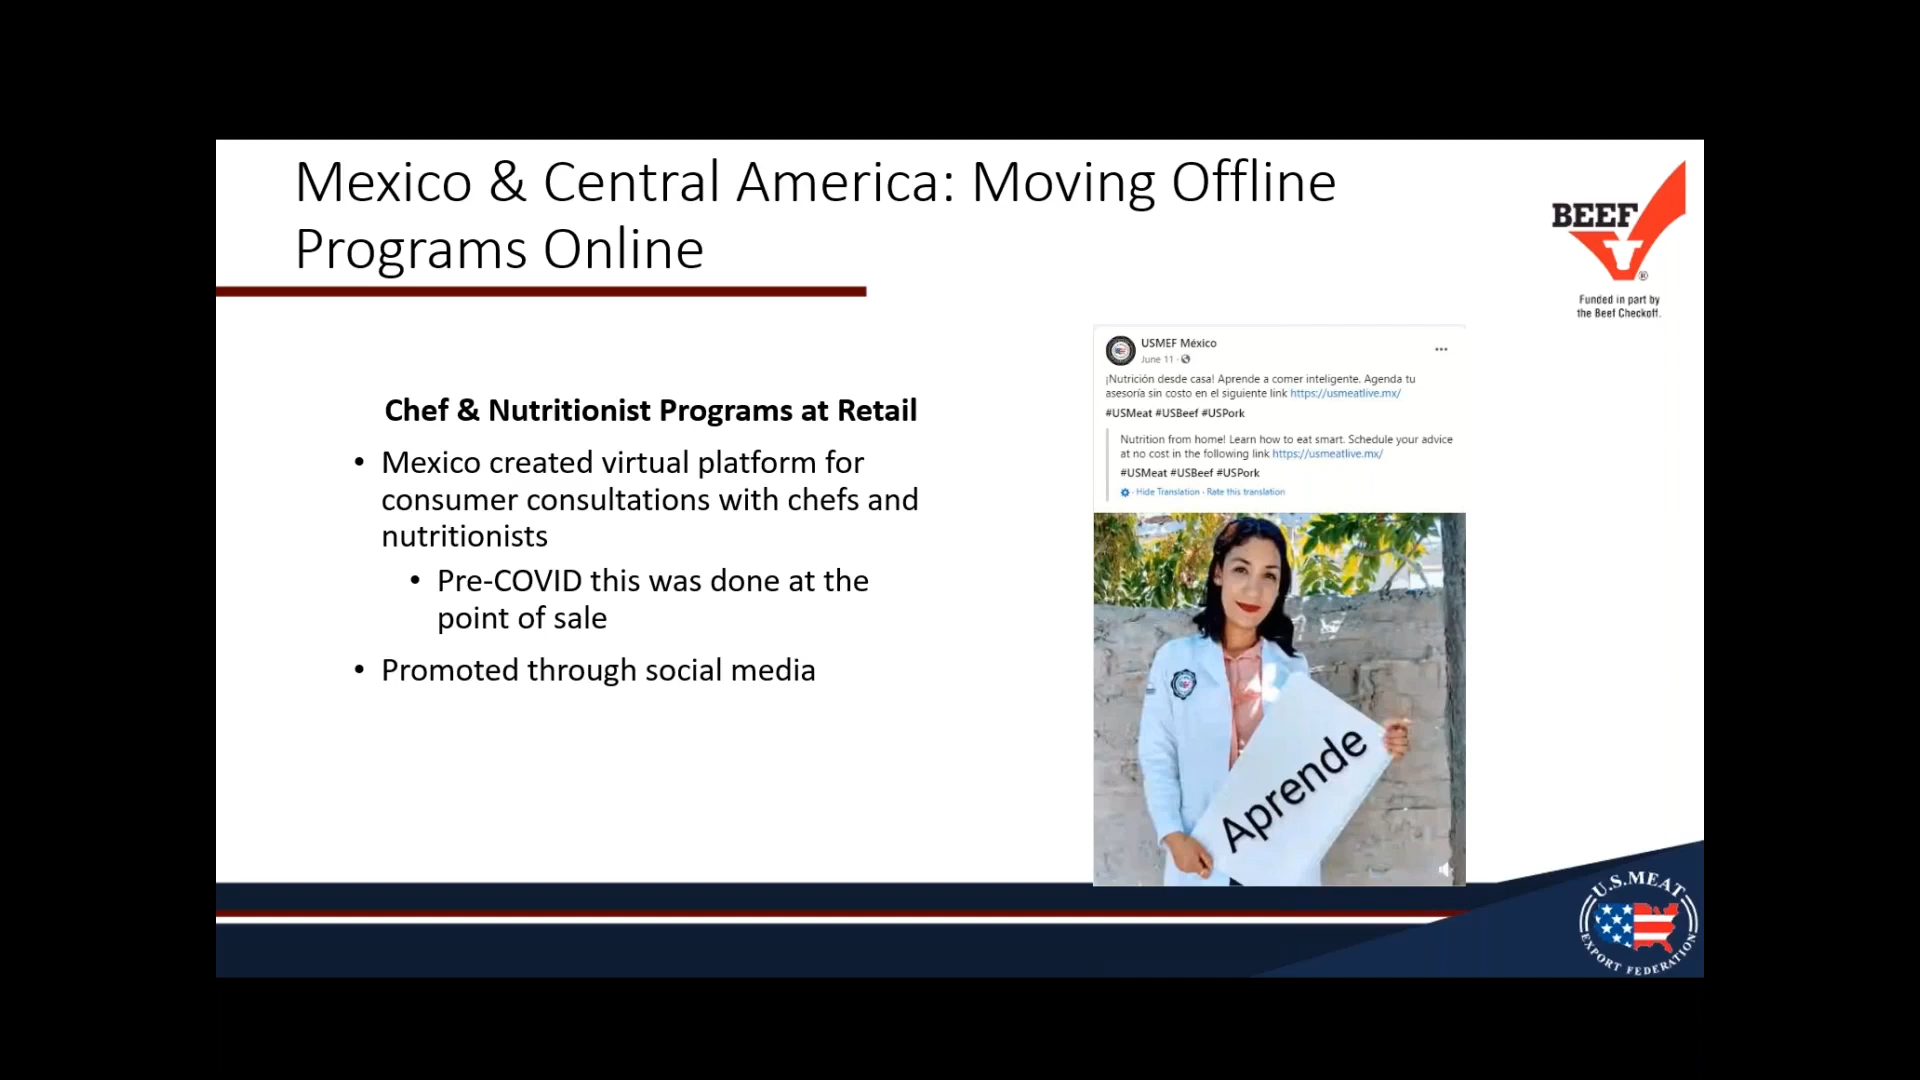 Mexico & Central America: Moving Offline
Programs Online
BEEF
®
Funded in part by
the Beef Checkoff.
Chef & Nutritionist Programs at Retail
• Mexico created virtual platform for
consumer consultations with chefs and
nutritionists
• Pre-COVID this was done at the
point of sale
• Promoted through social media
USMEF México
June 11 ·
¡Nutrición desde casa! Aprende a comer inteligente. Agenda tu
asesoría sin costo en el siguiente link https://usmeatlive.mx/
#USMeat #USBeef #USPork
Nutrition from home! Learn how to eat smart. Schedule your advice
at no cost in the following link https://usmeatlive.mx/
#USMeat #USBeef #USPork
· Hide Translation · Rate this translation
Aprende
U.S. MEAT
EXPORT FEDERATION